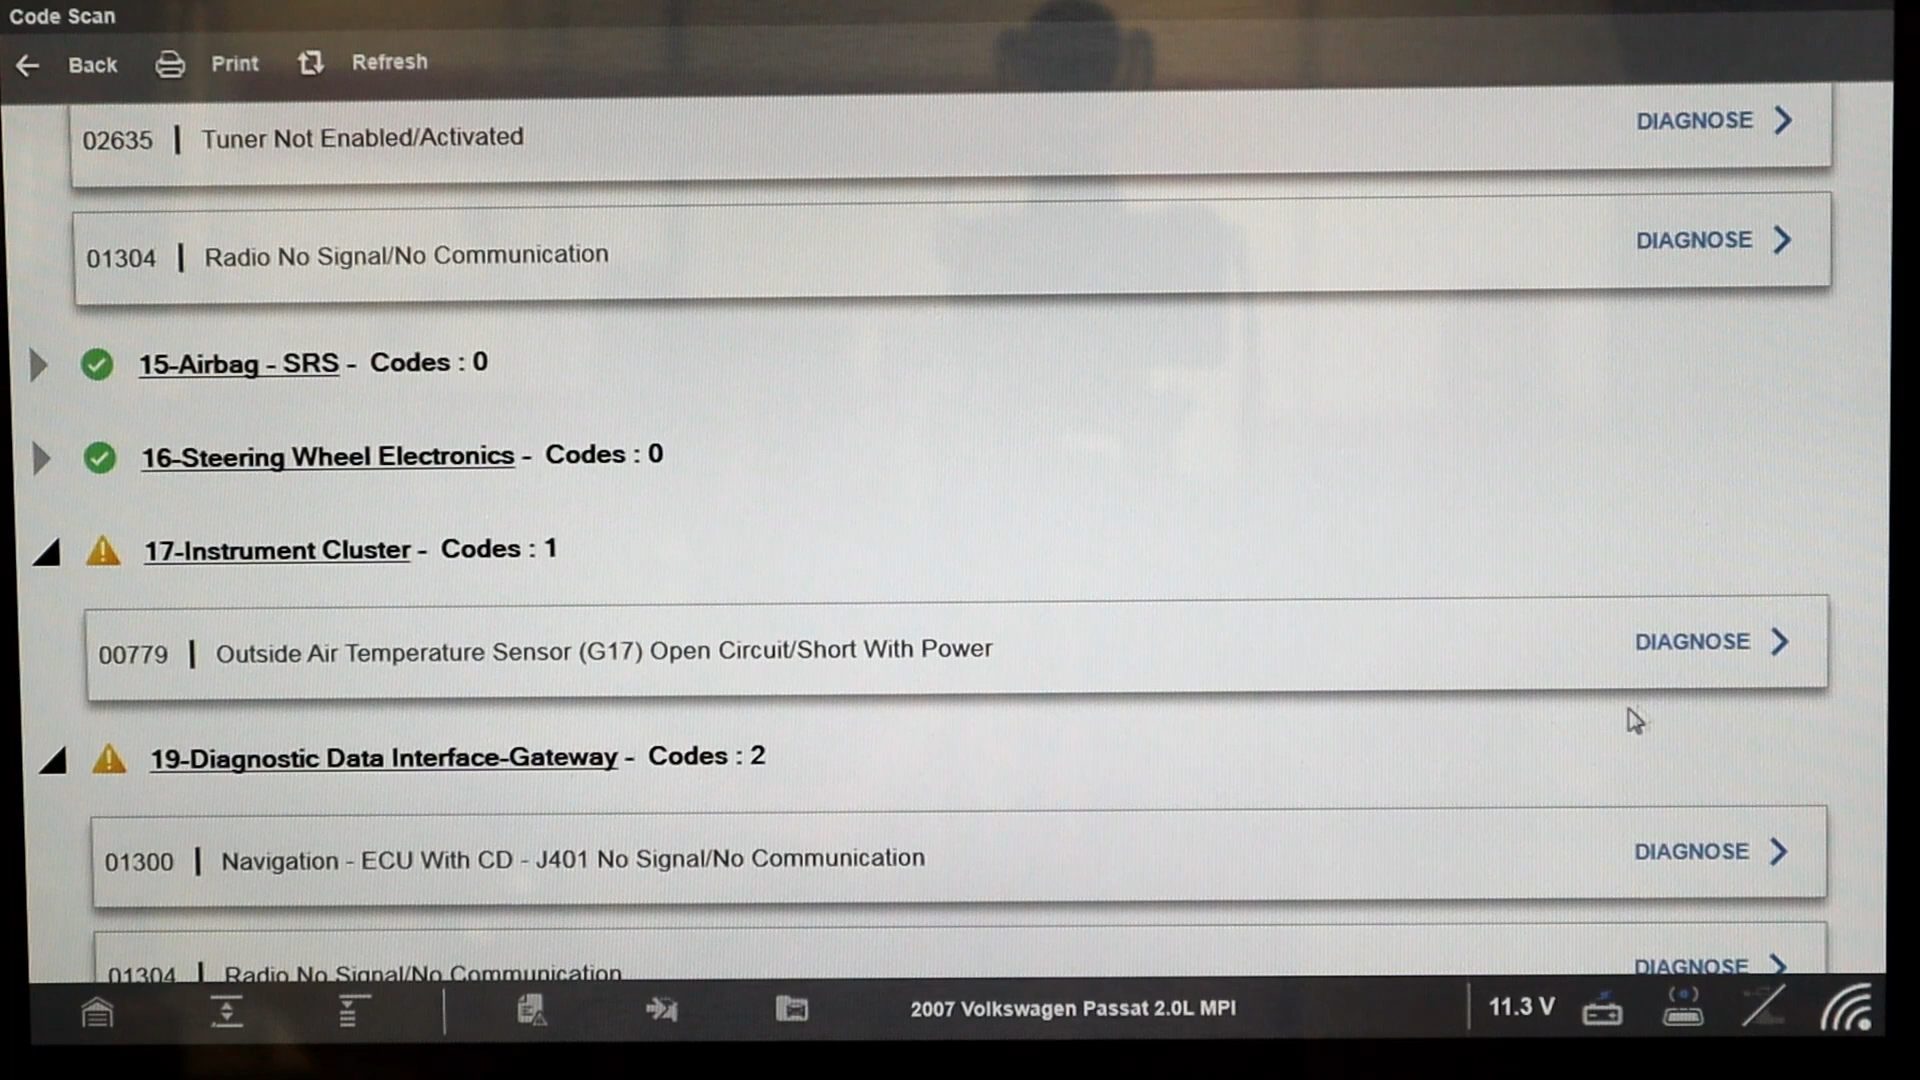 Code Scan
Back Print Refresh
02635 | Tuner Not Enabled/Activated DIAGNOSE
01304 | Radio No Signal/No Communication DIAGNOSE
15-Airbag - SRS - Codes : 0
16-Steering Wheel Electronics - Codes : 0
17-Instrument Cluster - Codes : 1
00779 | Outside Air Temperature Sensor (G17) Open Circuit/Short With Power DIAGNOSE
19-Diagnostic Data Interface-Gateway - Codes : 2
01300 | Navigation - ECU With CD - J401 No Signal/No Communication DIAGNOSE
01304 | Radio No Signal/No Communication DIAGNOSE
2007 Volkswagen Passat 2.0L MPI 11.3 V